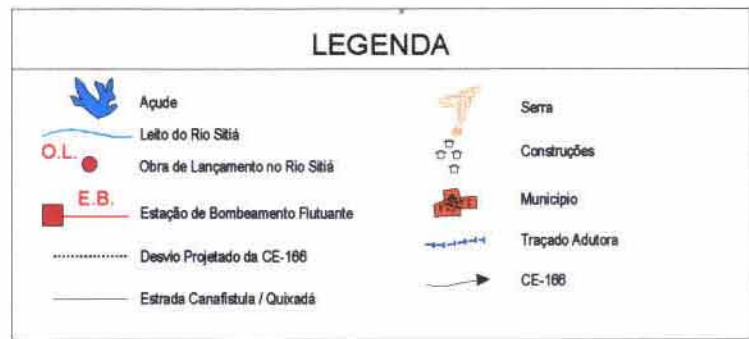 LEGENDA
Açude
Leito do Rio Sitiá
O.L.
Obra de Lançamento no Rio Sitiá
E.B.
Estação de Bombeamento Flutuante
Desvio Projetado da CE-166
Estrada Canafistula / Quixadá
Serra
Construções
Município
Traçado Adutora
CE-166